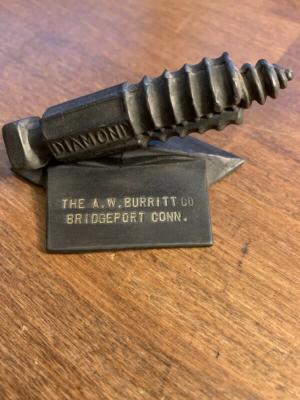 DIAMOND
THE A.W. BURRITT CO
BRIDGEPORT CONN.